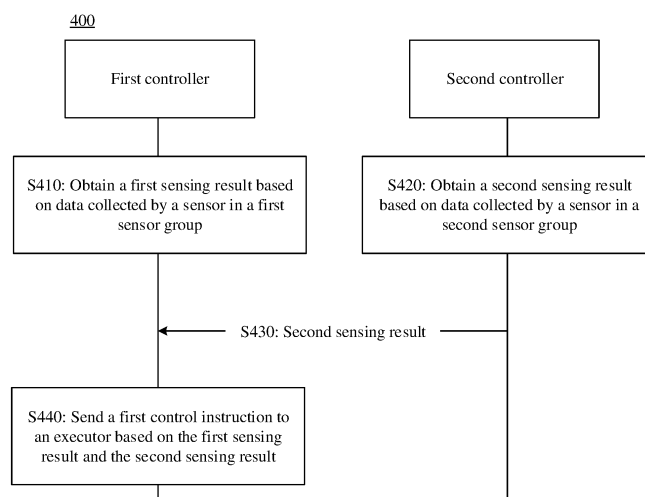 400
First controller
Second controller
S410: Obtain a first sensing result based
on data collected by a sensor in a first
sensor group
S420: Obtain a second sensing result
based on data collected by a sensor in a
second sensor group
S430: Second sensing result
S440: Send a first control instruction to
an executor based on the first sensing
result and the second sensing result